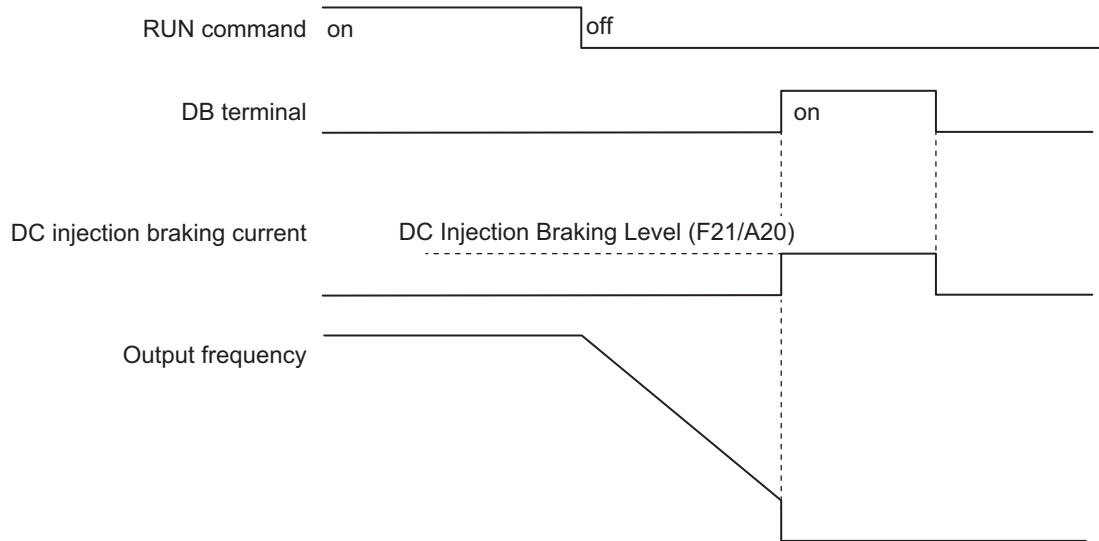 RUN command on off
DB terminal on
DC injection braking current DC Injection Braking Level (F21/A20)
Output frequency